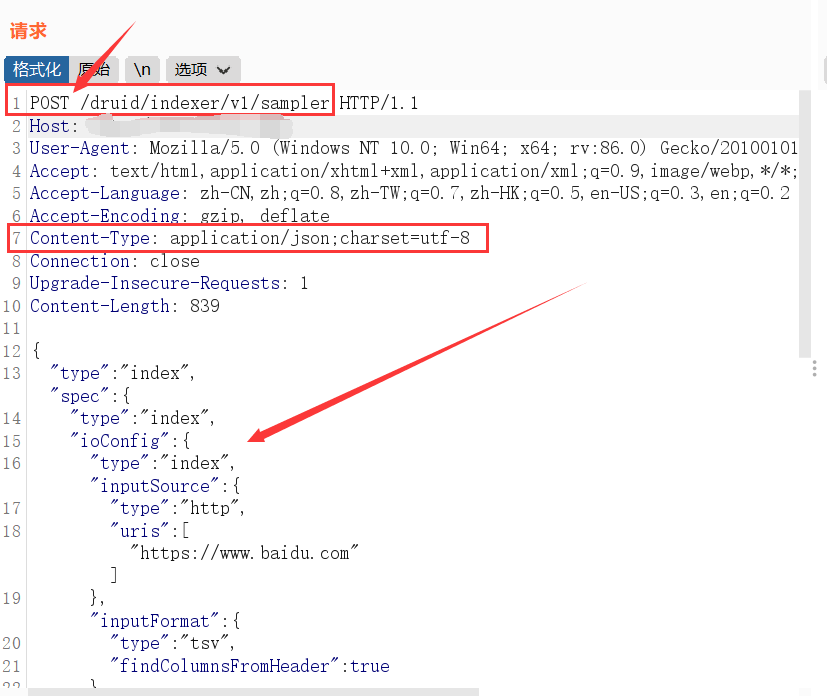 请求
格式化 原始 \n 选项
1 POST /druid/indexer/v1/sampler HTTP/1.1
2 Host:
3 User-Agent: Mozilla/5.0 (Windows NT 10.0; Win64; x64; rv:86.0) Gecko/20100101
4 Accept: text/html,application/xhtml+xml,application/xml;q=0.9,image/webp,*/*;
5 Accept-Language: zh-CN,zh;q=0.8,zh-TW;q=0.7,zh-HK;q=0.5,en-US;q=0.3,en;q=0.2
6 Accept-Encoding: gzip, deflate
7 Content-Type: application/json;charset=utf-8
8 Connection: close
9 Upgrade-Insecure-Requests: 1
10 Content-Length: 839
11
12 {
13 "type":"index",
"spec":{
14 "type":"index",
15 "ioConfig":{
16 "type":"index",
"inputSource":{
17 "type":"http",
18 "uris":[
"https://www.baidu.com"
]
19 },
"inputFormat":{
20 "type":"tsv",
21 "findColumnsFromHeader":true
22 }